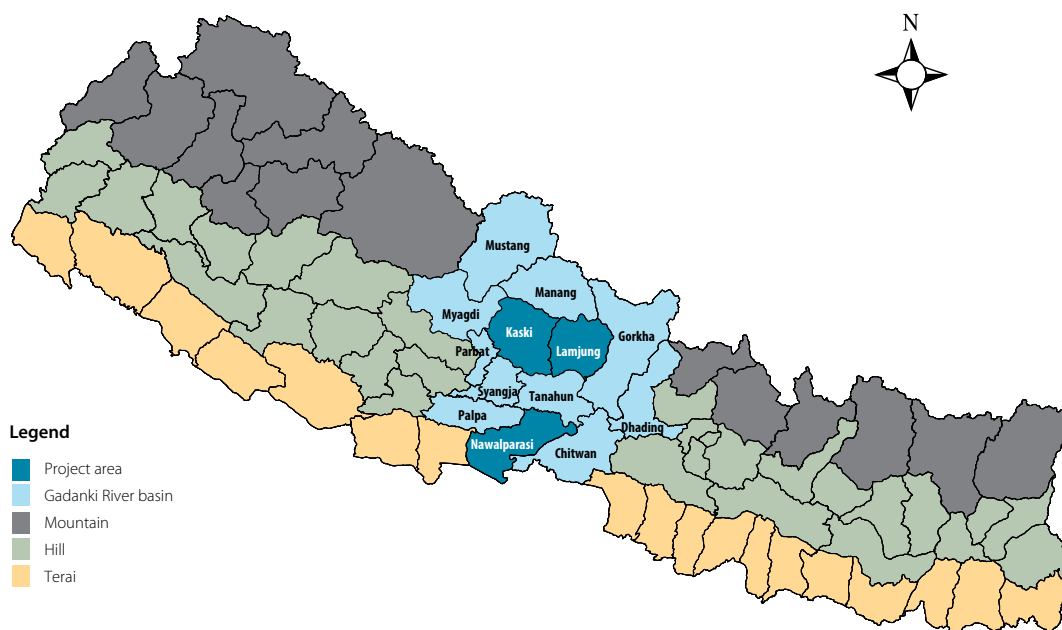 N
Mustang
Manang
Myagdi
Kaski
Lamjung
Gorkha
Parbat
Syangja
Tanahun
Palpa
Dhading
Nawalparasi
Chitwan
Legend
Project area
Gadanki River basin
Mountain
Hill
Terai